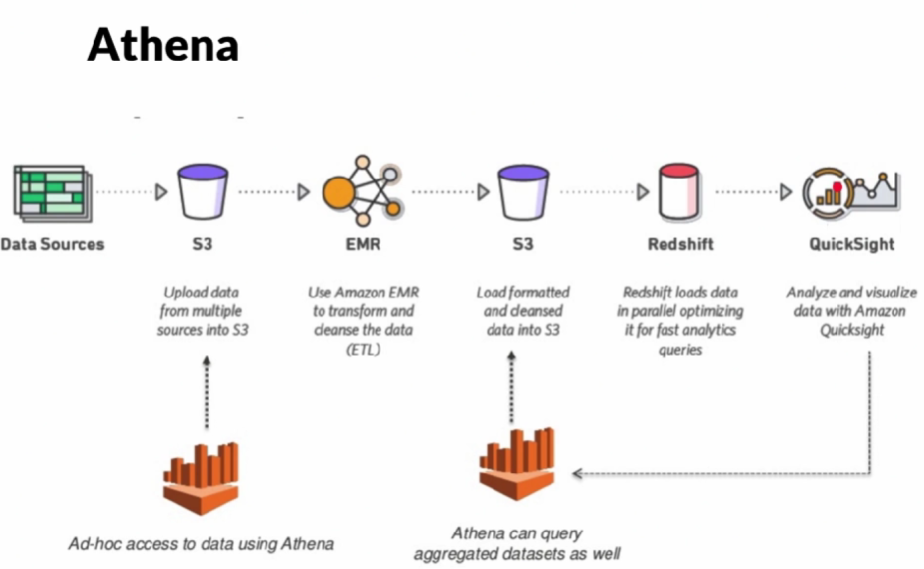 Athena
Data Sources
S3
EMR
S3
Redshift
QuickSight
Upload data
from multiple
sources into S3
Use Amazon EMR
to transform and
cleanse the data
(ETL)
Load formatted
and cleansed
data into S3
Redshift loads data
in parallel optimizing
it for fast analytics
queries
Analyze and visualize
data with Amazon
Quicksight
Ad-hoc access to data using Athena
Athena can query
aggregated datasets as well